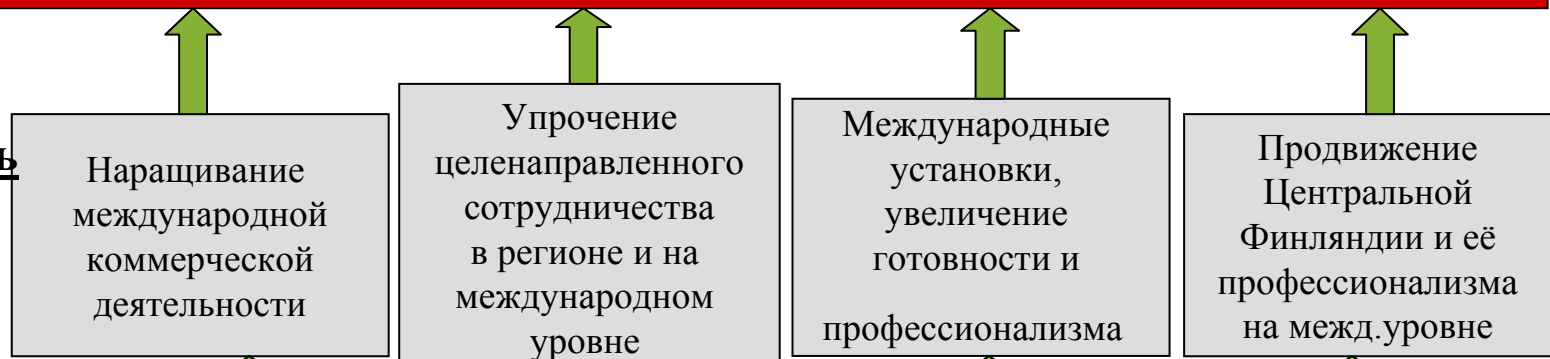 Наращивание
международной
коммерческой
деятельности
Упрочение
целенаправленного
сотрудничества
в регионе и на
международном
уровне
Международные
установки,
увеличение
готовности и
профессионализма
Продвижение
Центральной
Финляндии и её
профессионализма
на межд.уровне